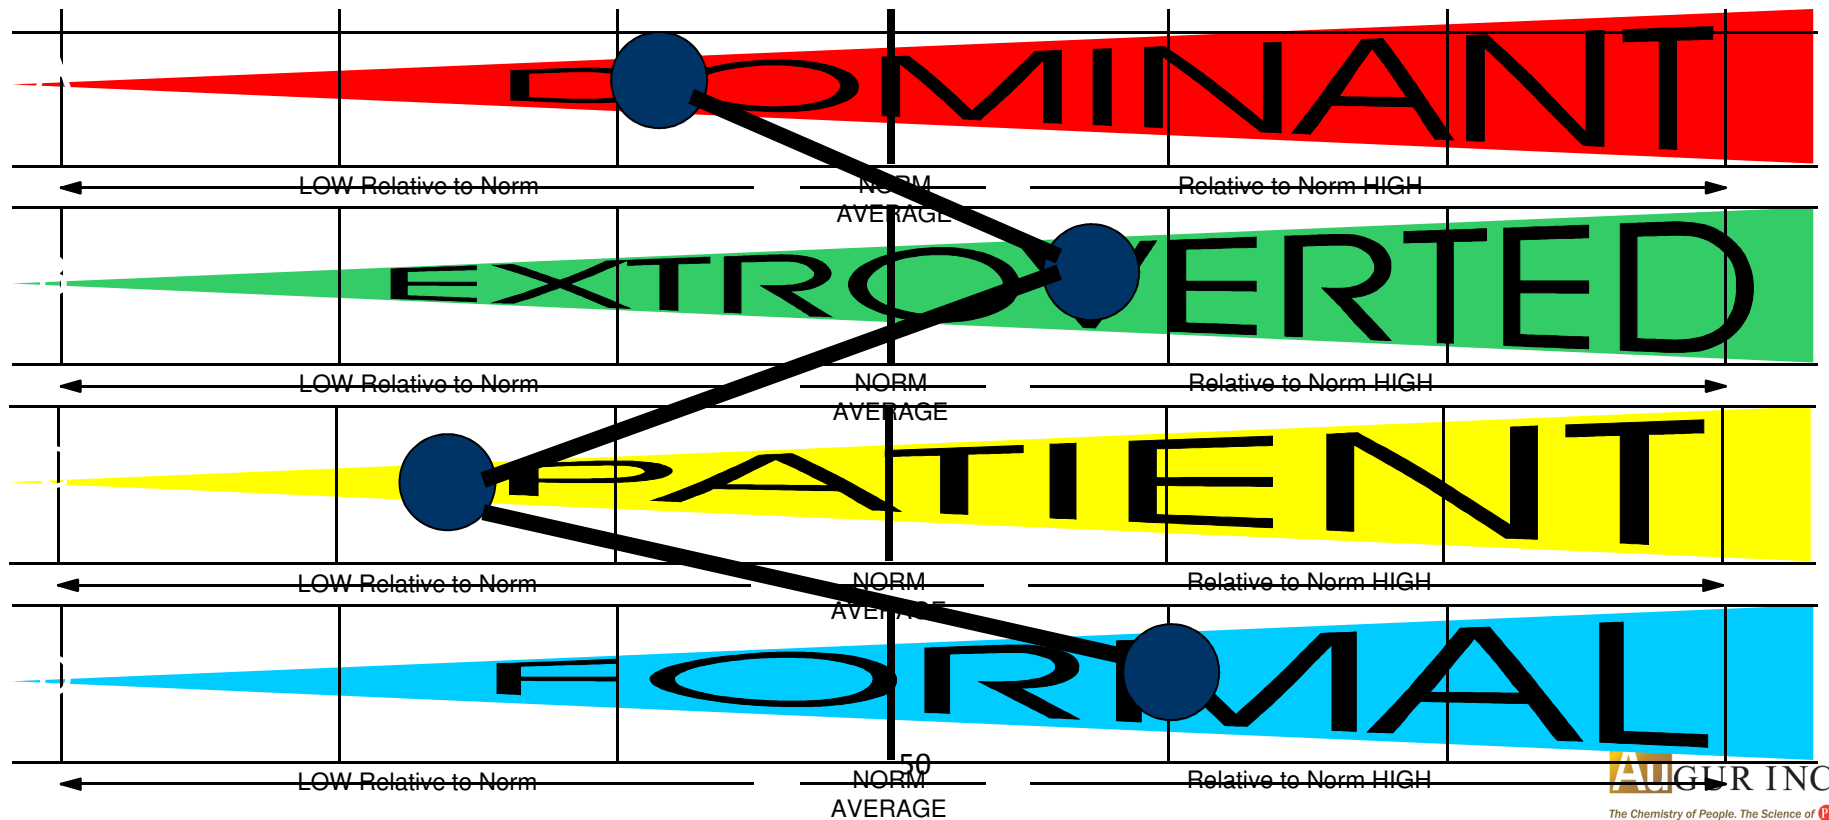 DOMINANT
LOW Relative to Norm NORM Relative to Norm HIGH
AVERAGE
EXTROVERTED
LOW Relative to Norm NORM Relative to Norm HIGH
AVERAGE
PATIENT
LOW Relative to Norm NORM Relative to Norm HIGH
AVERAGE
FORMAL
50
LOW Relative to Norm NORM Relative to Norm HIGH
AVERAGE
AUGUR INC
The Chemistry of People. The Science of P